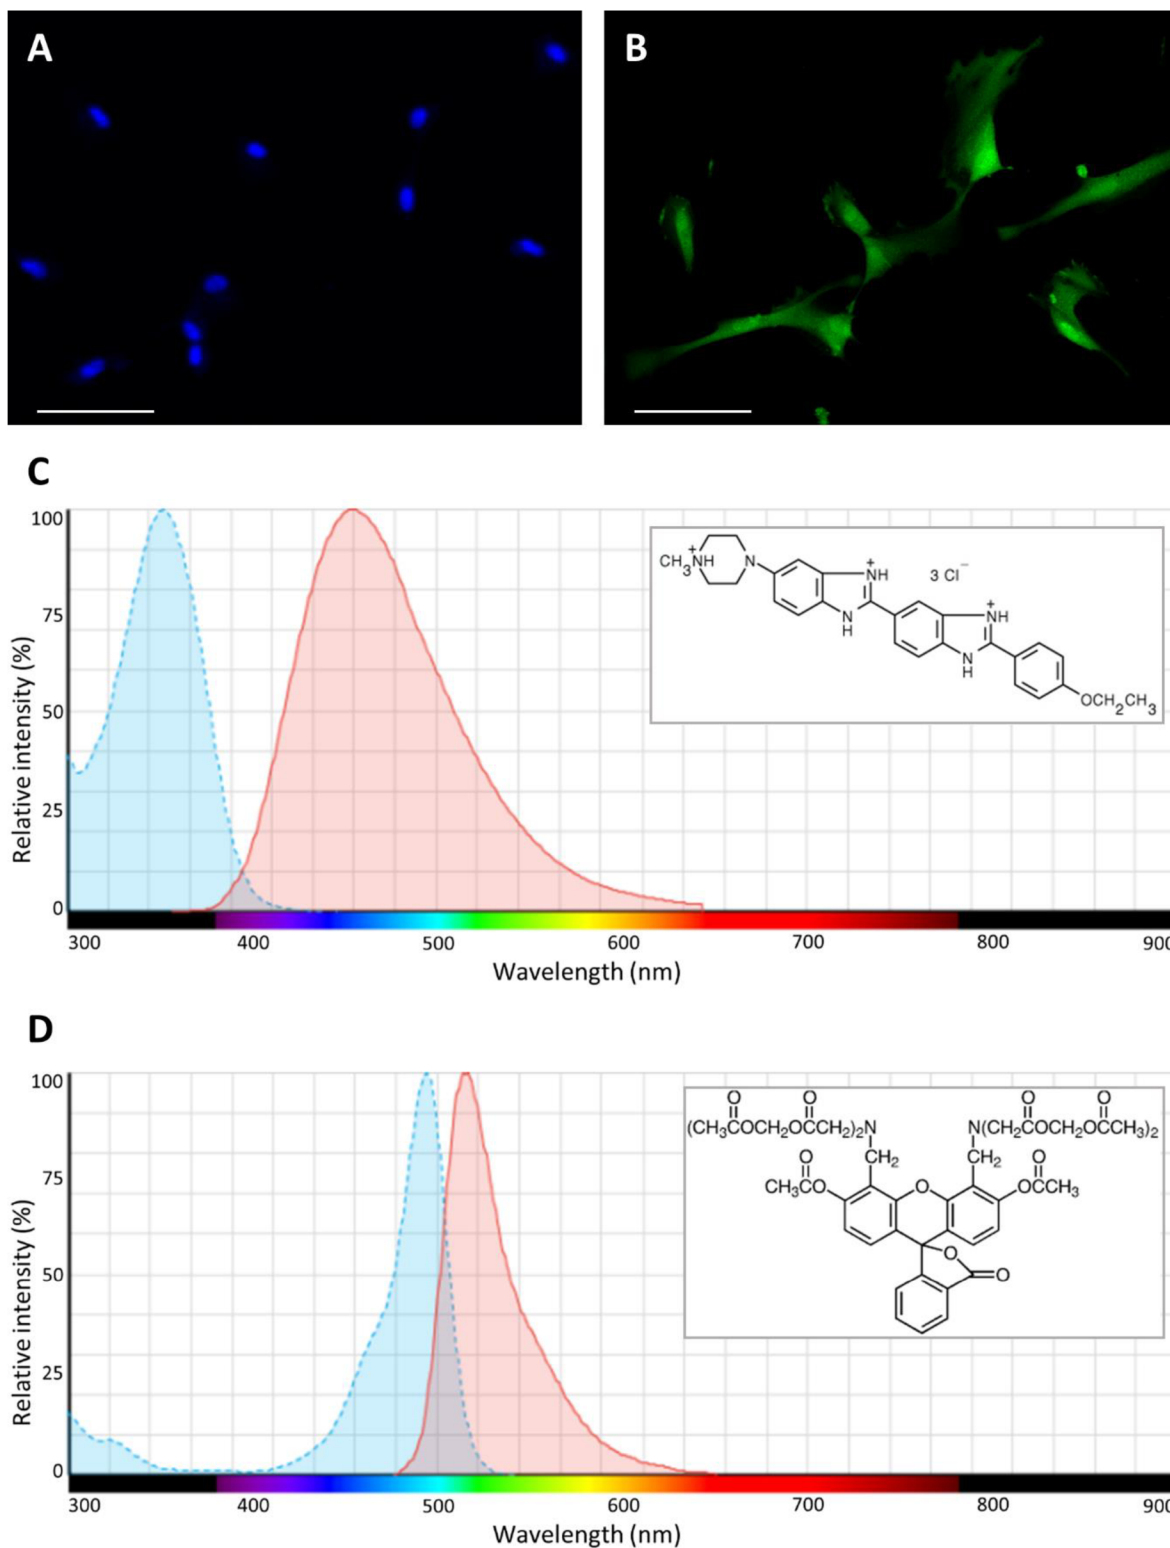 A
B
C
100
75
50
25
0
Relative intensity (%)
CH3NH+
N
+NH
N
H
3 Cl−
+NH
N
H
OCH2CH3
300 400 500 600 700 800 900
Wavelength (nm)
D
100
75
50
25
0
Relative intensity (%)
O O O O
(CH3COCH2OCCH2)2N N(CH2COCH2OCCH3)2
O CH2 CH2 O
CH3CO O OCCH3
O
O
300 400 500 600 700 800 900
Wavelength (nm)